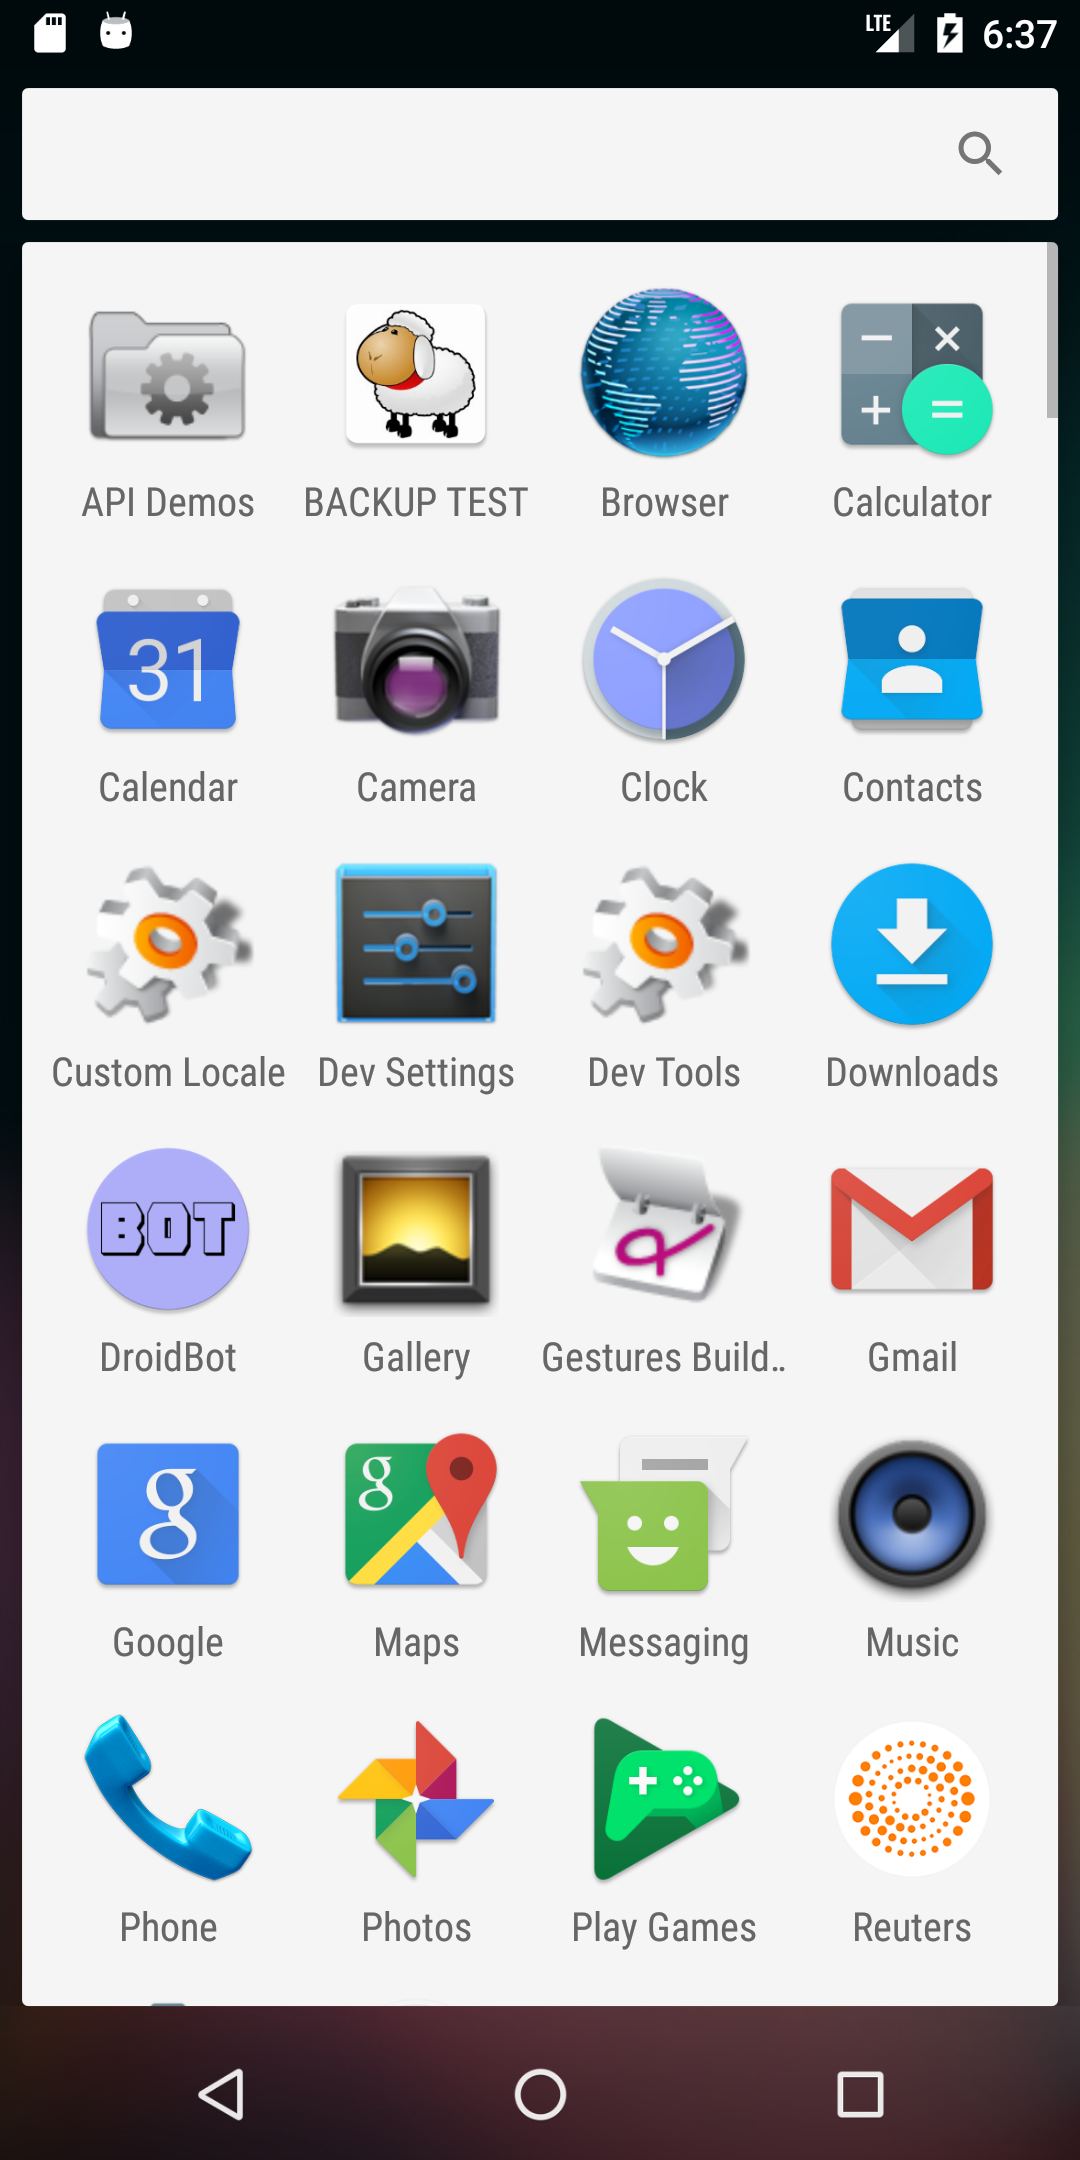 LTE 6:37
API Demos BACKUP TEST Browser Calculator
31
Calendar Camera Clock Contacts
Custom Locale Dev Settings Dev Tools Downloads
BOT
DroidBot Gallery Gestures Build.. Gmail
g g
Google Maps Messaging Music
Phone Photos Play Games Reuters